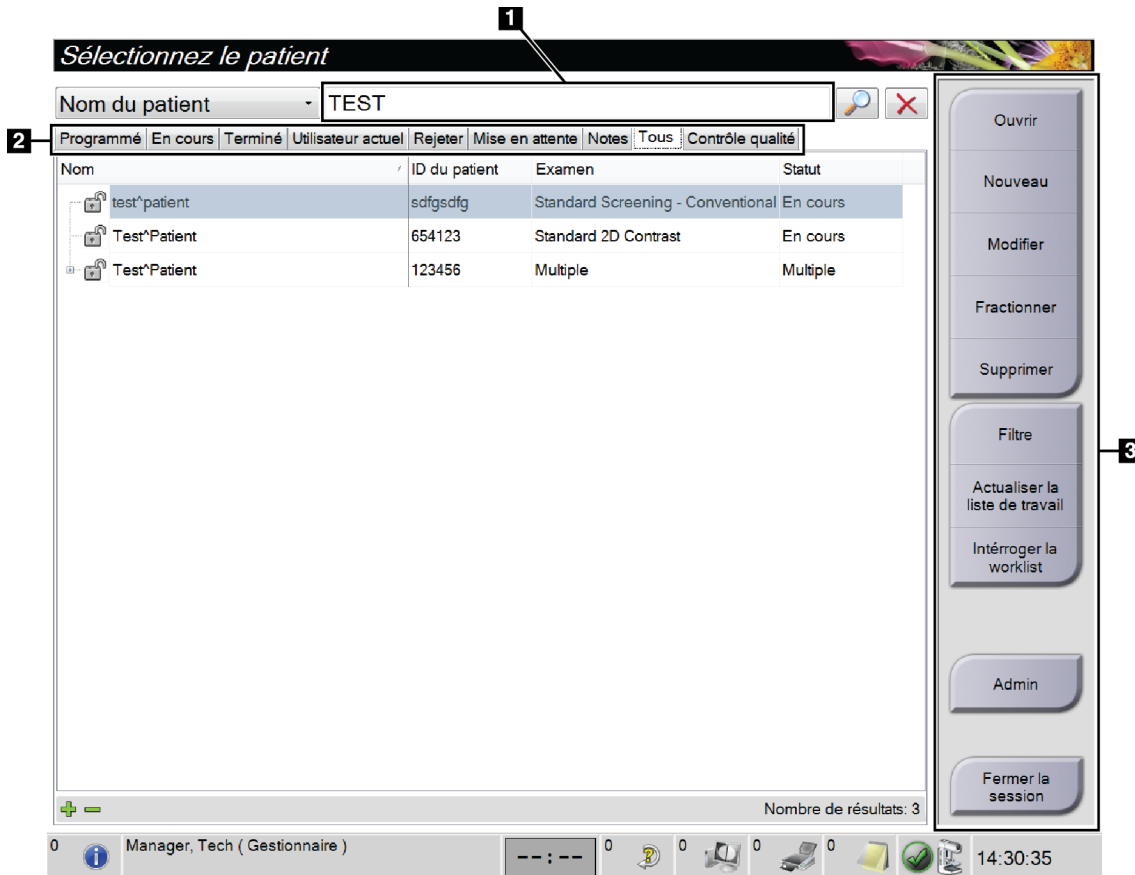 1
Sélectionnez le patient
Nom du patient TEST
2
Programmé En cours Terminé Utilisateur actuel Rejeter Mise en attente Notes Tous Contrôle qualité
Nom ID du patient Examen Statut
test^patient sdfgsdfg Standard Screening - Conventional En cours
Test^Patient 654123 Standard 2D Contrast En cours
Test^Patient 123456 Multiple Multiple
Nombre de résultats: 3
Ouvrir
Nouveau
Modifier
Fractionner
Supprimer
Filtre
Actualiser la
liste de travail
Intérroger la
worklist
Admin
Fermer la
session
3
0 Manager, Tech ( Gestionnaire ) --:-- 0 0 0 0 14:30:35